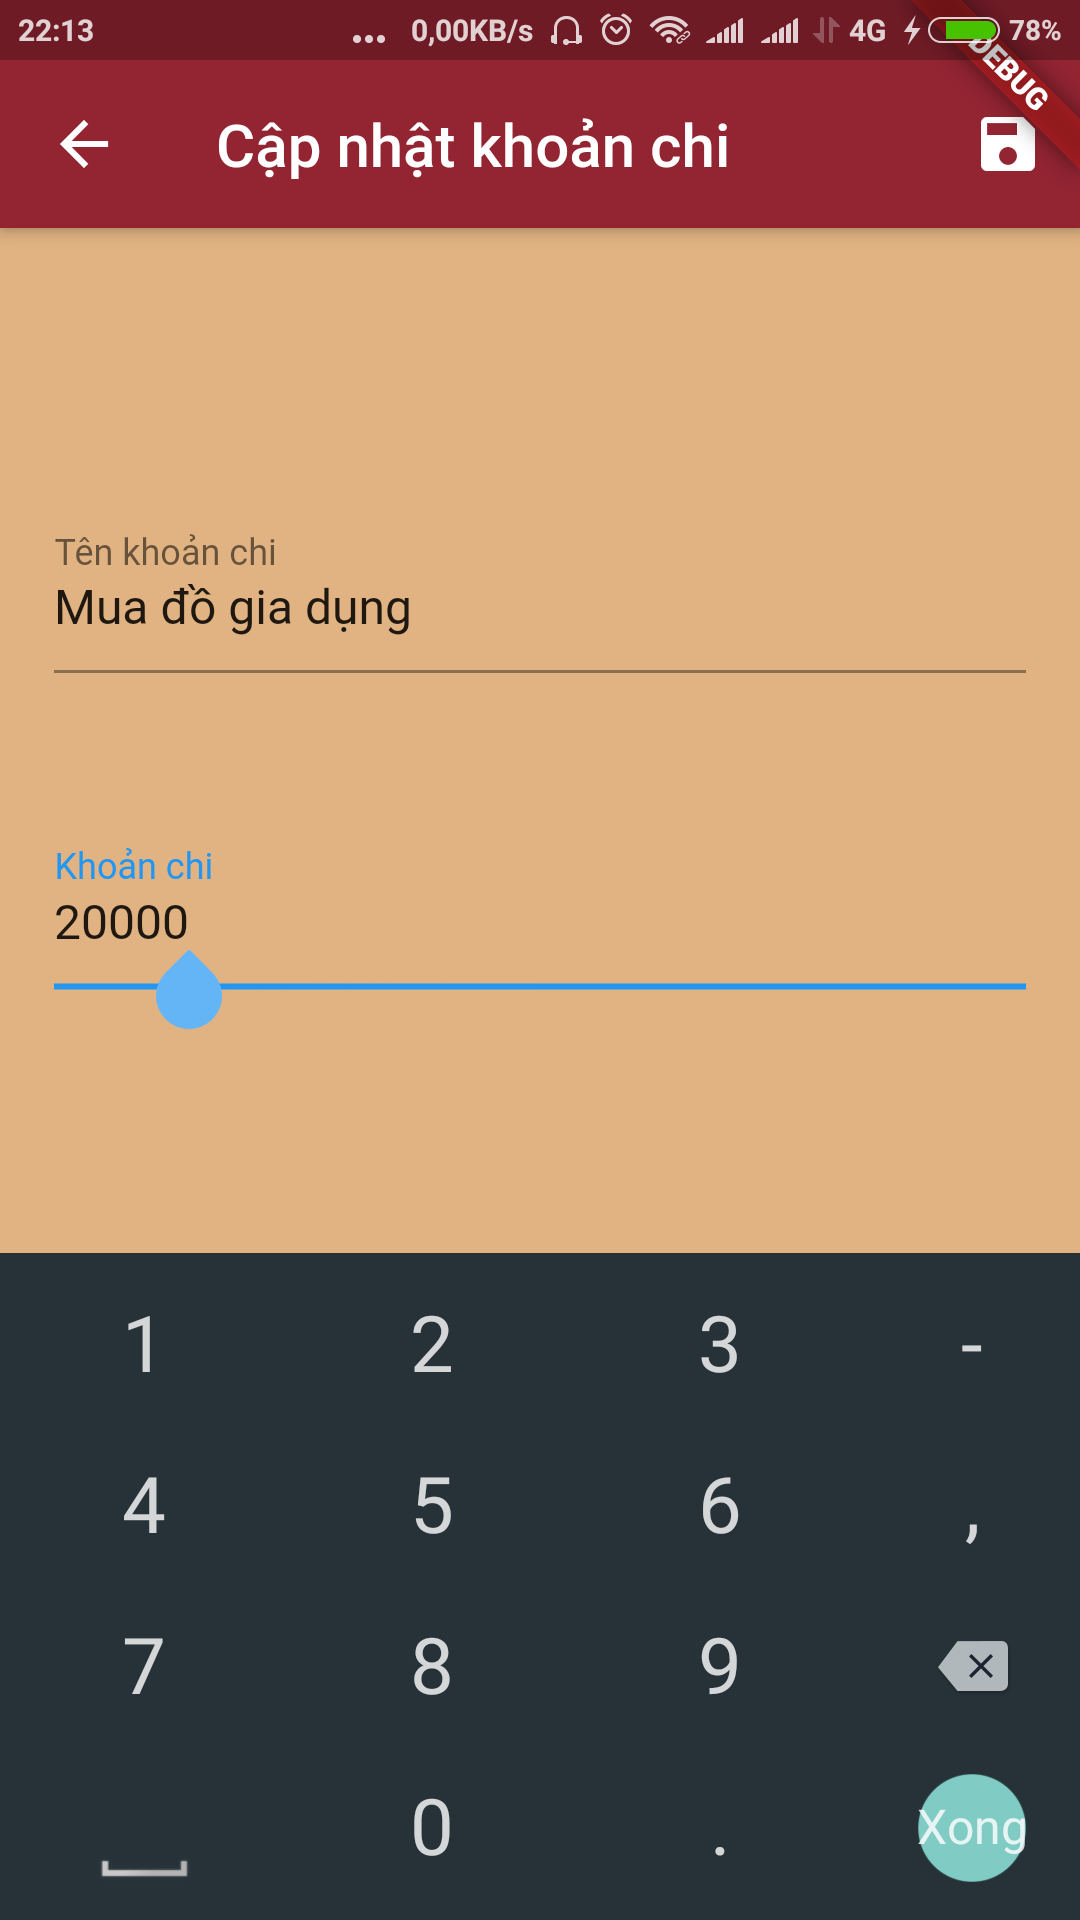 22:13 ... 0,00KB/s 4G 78%
DEBUG
Cập nhật khoản chi
Tên khoản chi
Mua đồ gia dụng
Khoản chi
20000
1 2 3 -
4 5 6 ,
7 8 9
0 . Xong